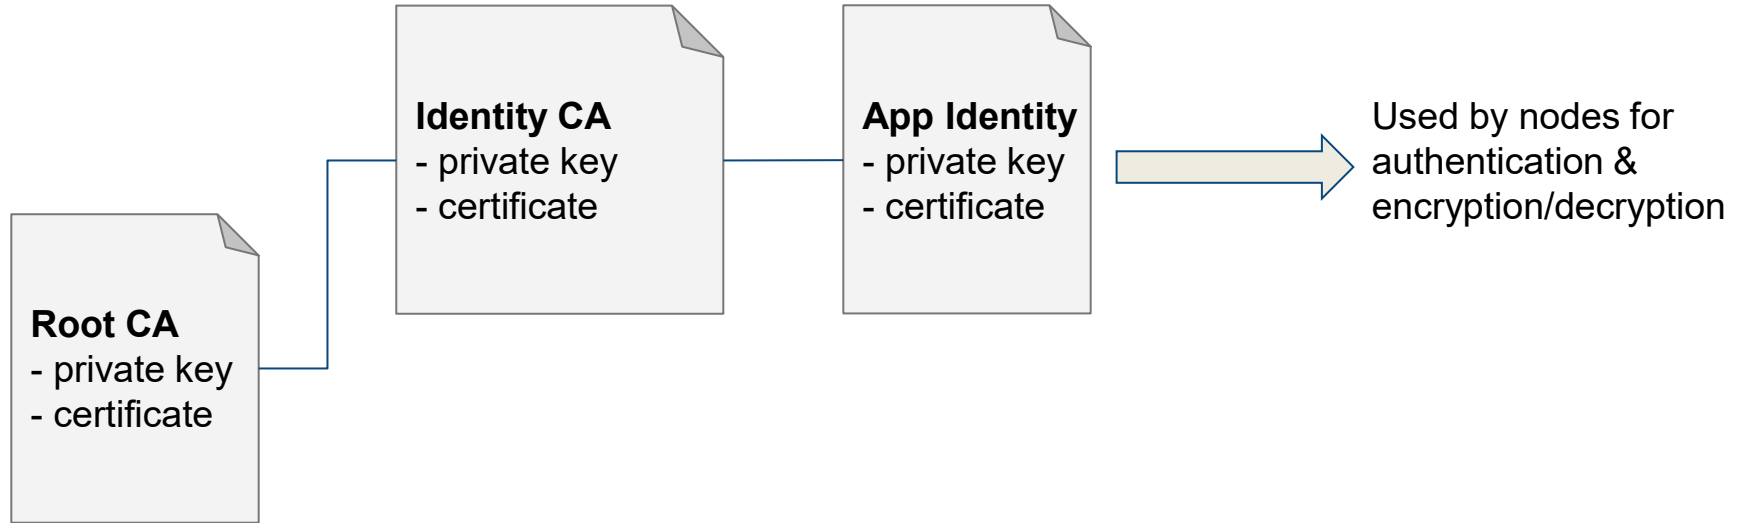 Root CA
- private key
- certificate
Identity CA
- private key
- certificate
App Identity
- private key
- certificate
Used by nodes for
authentication &
encryption/decryption